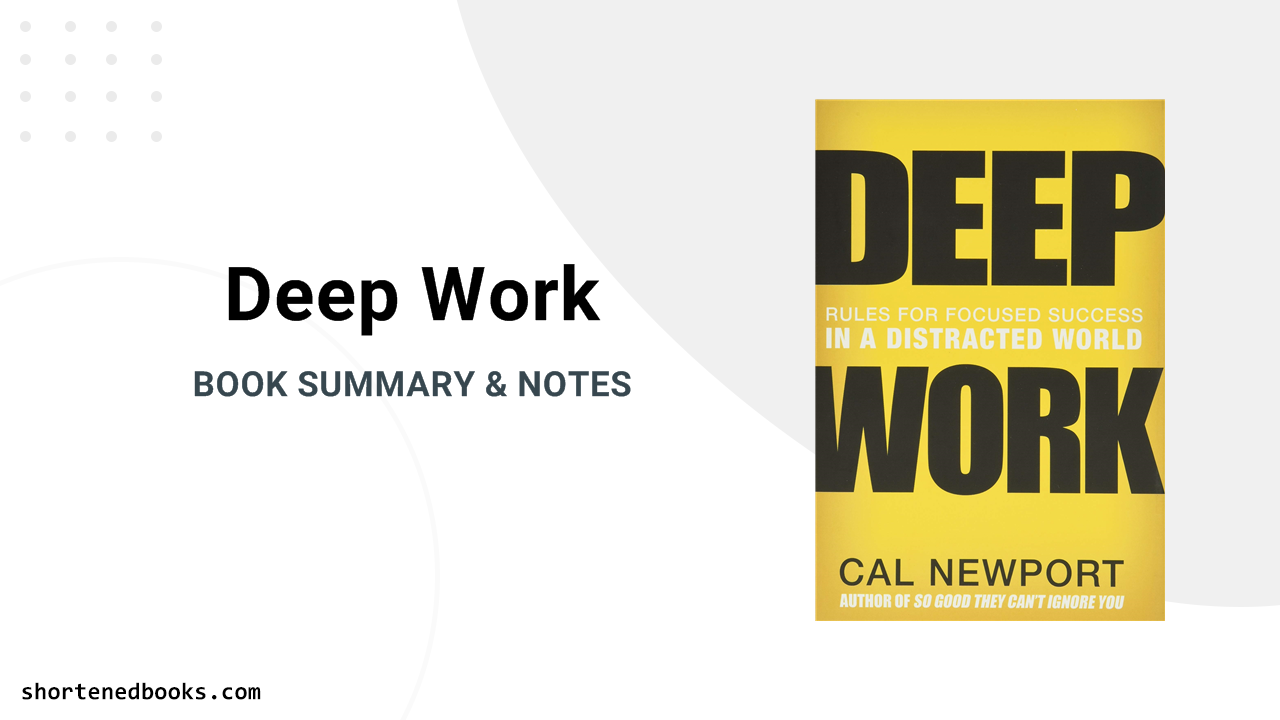 Deep Work
BOOK SUMMARY & NOTES
DEEP
RULES FOR FOCUSED SUCCESS
IN A DISTRACTED WORLD
WORK
CAL NEWPORT
AUTHOR OF SO GOOD THEY CAN'T IGNORE YOU
shortenedbooks.com